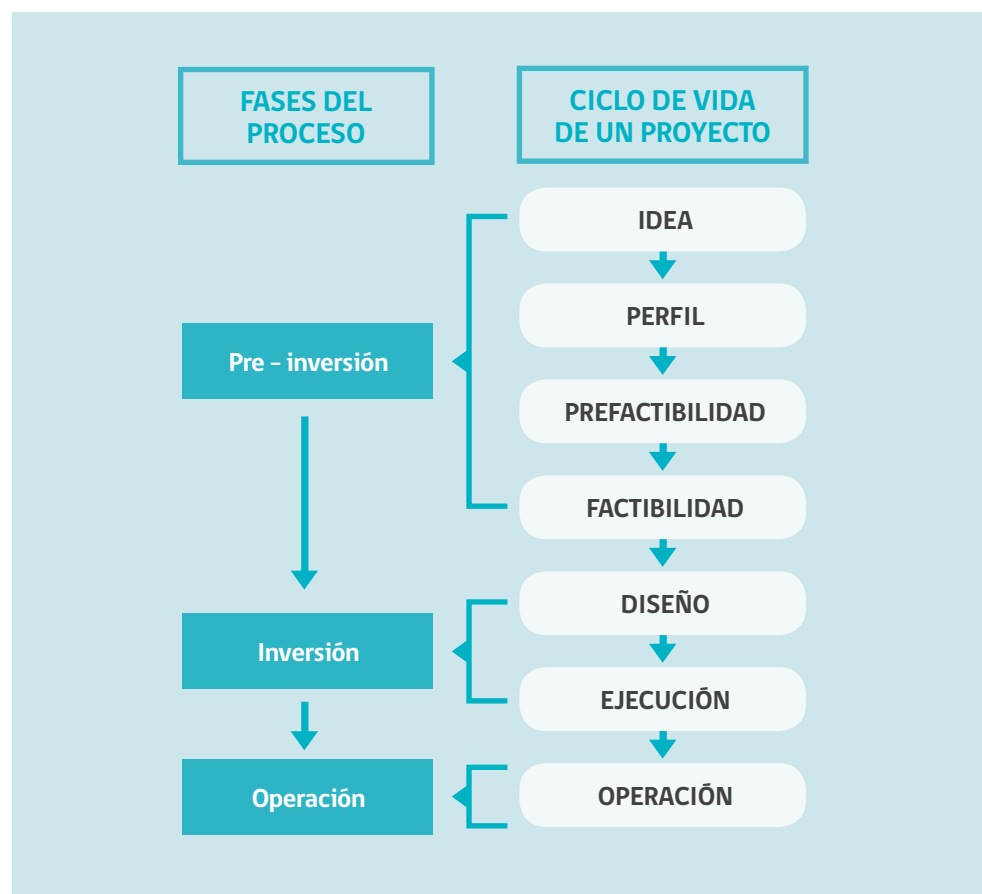 FASES DEL
PROCESO
CICLO DE VIDA
DE UN PROYECTO
IDEA
PERFIL
Pre – inversión
PREFACTIBILIDAD
FACTIBILIDAD
DISEÑO
Inversión
EJECUCIÓN
Operación
OPERACIÓN